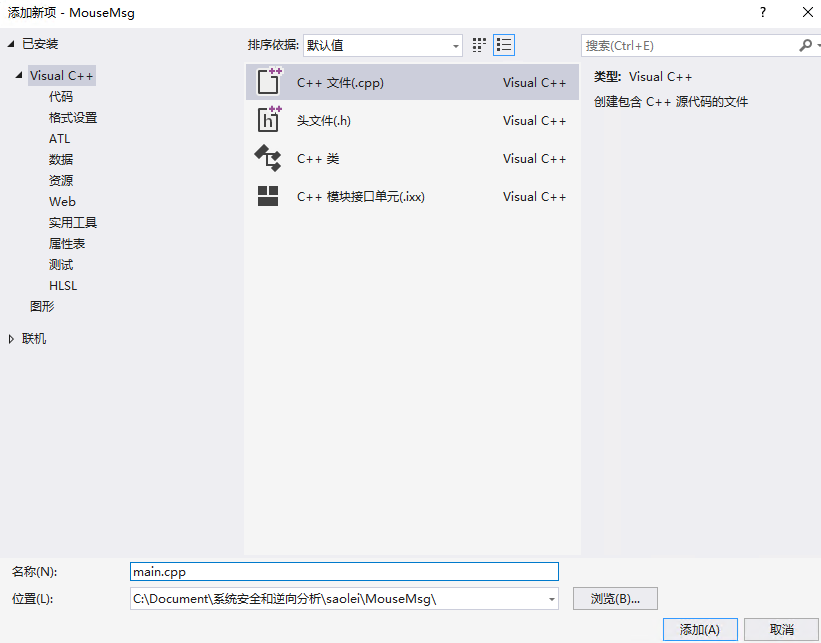 添加新项 - MouseMsg
已安装
Visual C++
代码
格式设置
ATL
数据
资源
Web
实用工具
属性表
测试
HLSL
图形
联机
排序依据: 默认值
C++ 文件(.cpp) Visual C++
头文件(.h) Visual C++
C++ 类 Visual C++
C++ 模块接口单元(.ixx) Visual C++
搜索(Ctrl+E)
类型: Visual C++
创建包含 C++ 源代码的文件
名称(N): main.cpp
位置(L): C:\Document\系统安全和逆向分析\saolei\MouseMsg\
浏览(B)...
添加(A) 取消